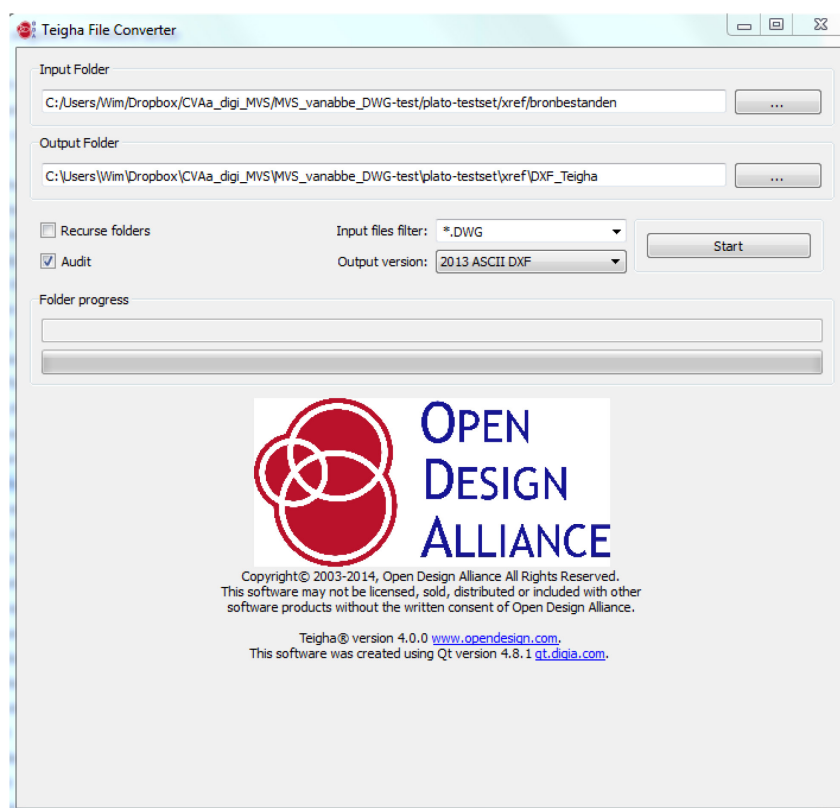 Teigha File Converter
Input Folder
C:/Users/Wim/Dropbox/CVAa_digi_MVS/MVS_vanabbe_DWG-test/plato-testset/xref/bronbestanden
...
Output Folder
C:\Users\Wim\Dropbox\CVAa_digi_MVS\MVS_vanabbe_DWG-test\plato-testset\xref\DXF_Teigha
...
Recurse folders
Input files filter: *.DWG
Start
Audit
Output version: 2013 ASCII DXF
Folder progress
OPEN
DESIGN
ALLIANCE
Copyright© 2003-2014, Open Design Alliance All Rights Reserved.
This software may not be licensed, sold, distributed or included with other
software products without the written consent of Open Design Alliance.
Teigha® version 4.0.0 www.opendesign.com.
This software was created using Qt version 4.8.1 qt.digia.com.